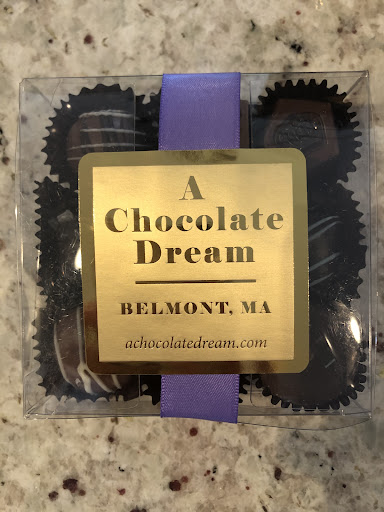 A
Chocolate
Dream
BELMONT, MA
achocolatedream.com